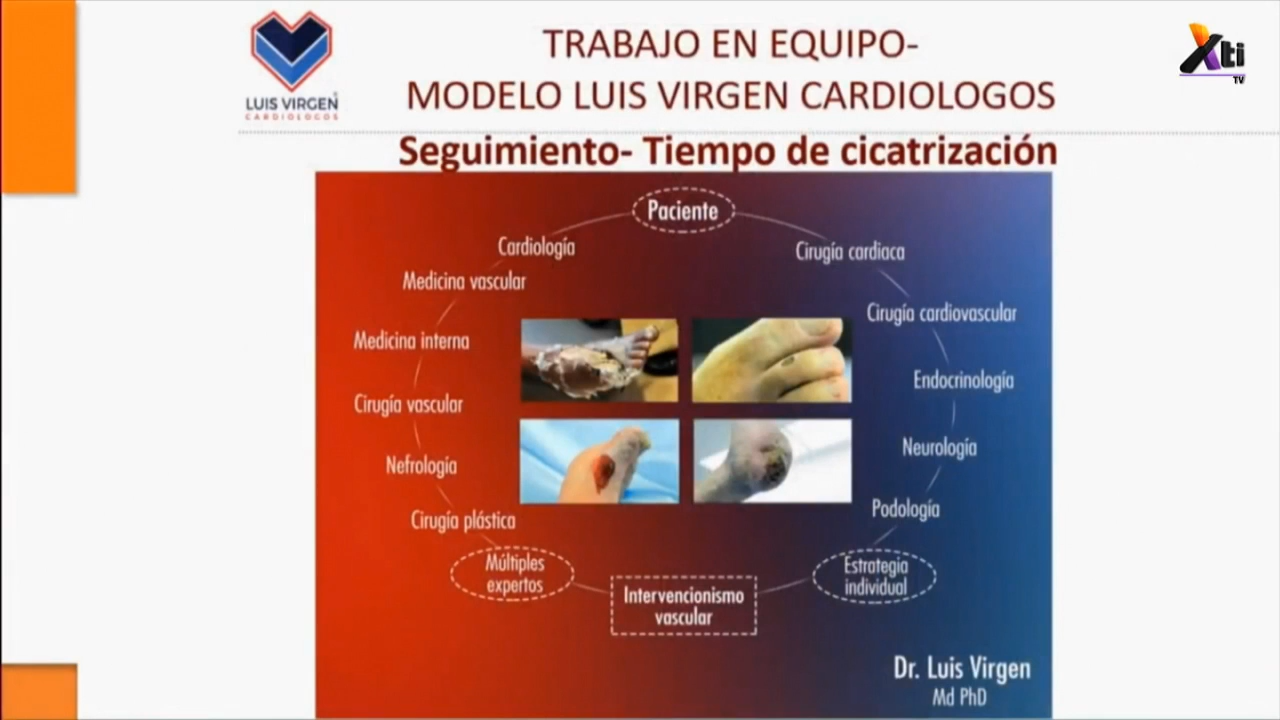 LUIS VIRGEN
CARDIOLOGOS
TRABAJO EN EQUIPO-
MODELO LUIS VIRGEN CARDIOLOGOS
Xti
TV
Seguimiento- Tiempo de cicatrización
Paciente
Cardiología
Cirugía cardiaca
Medicina vascular
Cirugía cardiovascular
Medicina interna
Endocrinología
Cirugía vascular
Neurología
Nefrología
Podología
Cirugía plástica
Múltiples
expertos
Estrategia
individual
Intervencionismo
vascular
Dr. Luis Virgen
Md PhD